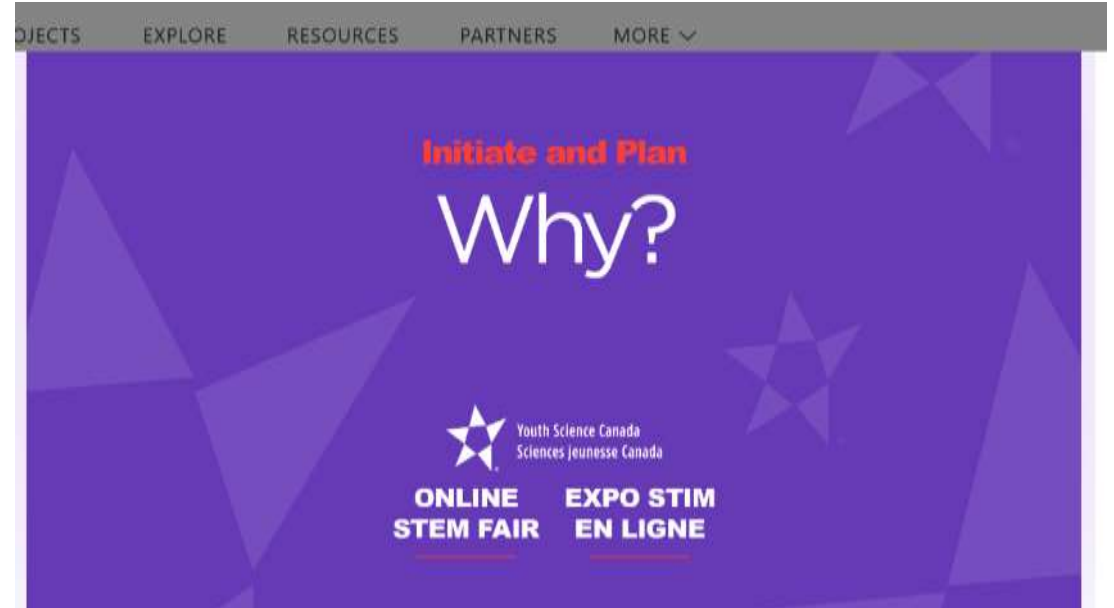 OJECTS EXPLORE RESOURCES PARTNERS MORE
Initiate and Plan
Why?
Youth Science Canada
Sciences jeunesse Canada
ONLINE STEM FAIR
EXPO STIM EN LIGNE